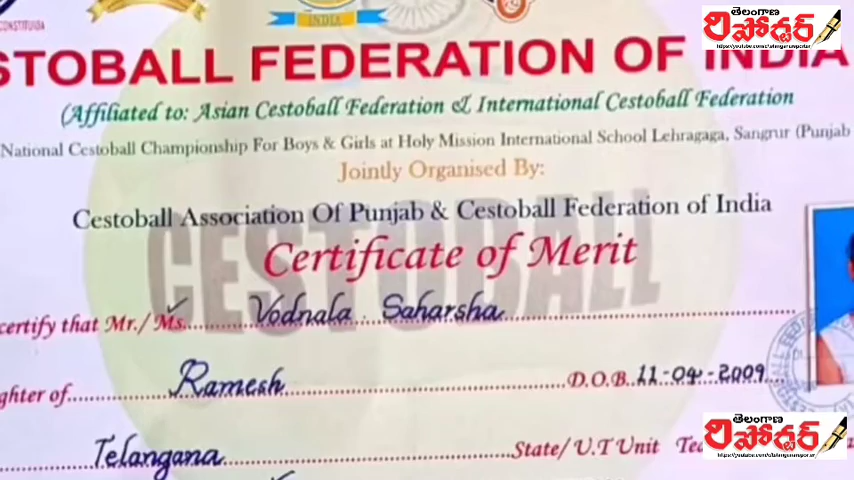 CONSTITUIDA
INDIA
తెలంగాణ
రిపోర్టర్
STOBALL FEDERATION OF INDIA
(Affiliated to: Asian Cestoball Federation & International Cestoball Federation
National Cestoball Championship For Boys & Girls at Holy Mission International School Lehragaga, Sangrur (Punjab
Jointly Organised By:
Cestoball Association Of Punjab & Cestoball Federation of India
CESTOBALL
Certificate of Merit
certify that Mr./Ms. Vodnala Saharsha
ghter of Ramesh D.O.B. 11-04-2009
తెలంగాణ
రిపోర్టర్
Telangana State/ U.T Unit Te